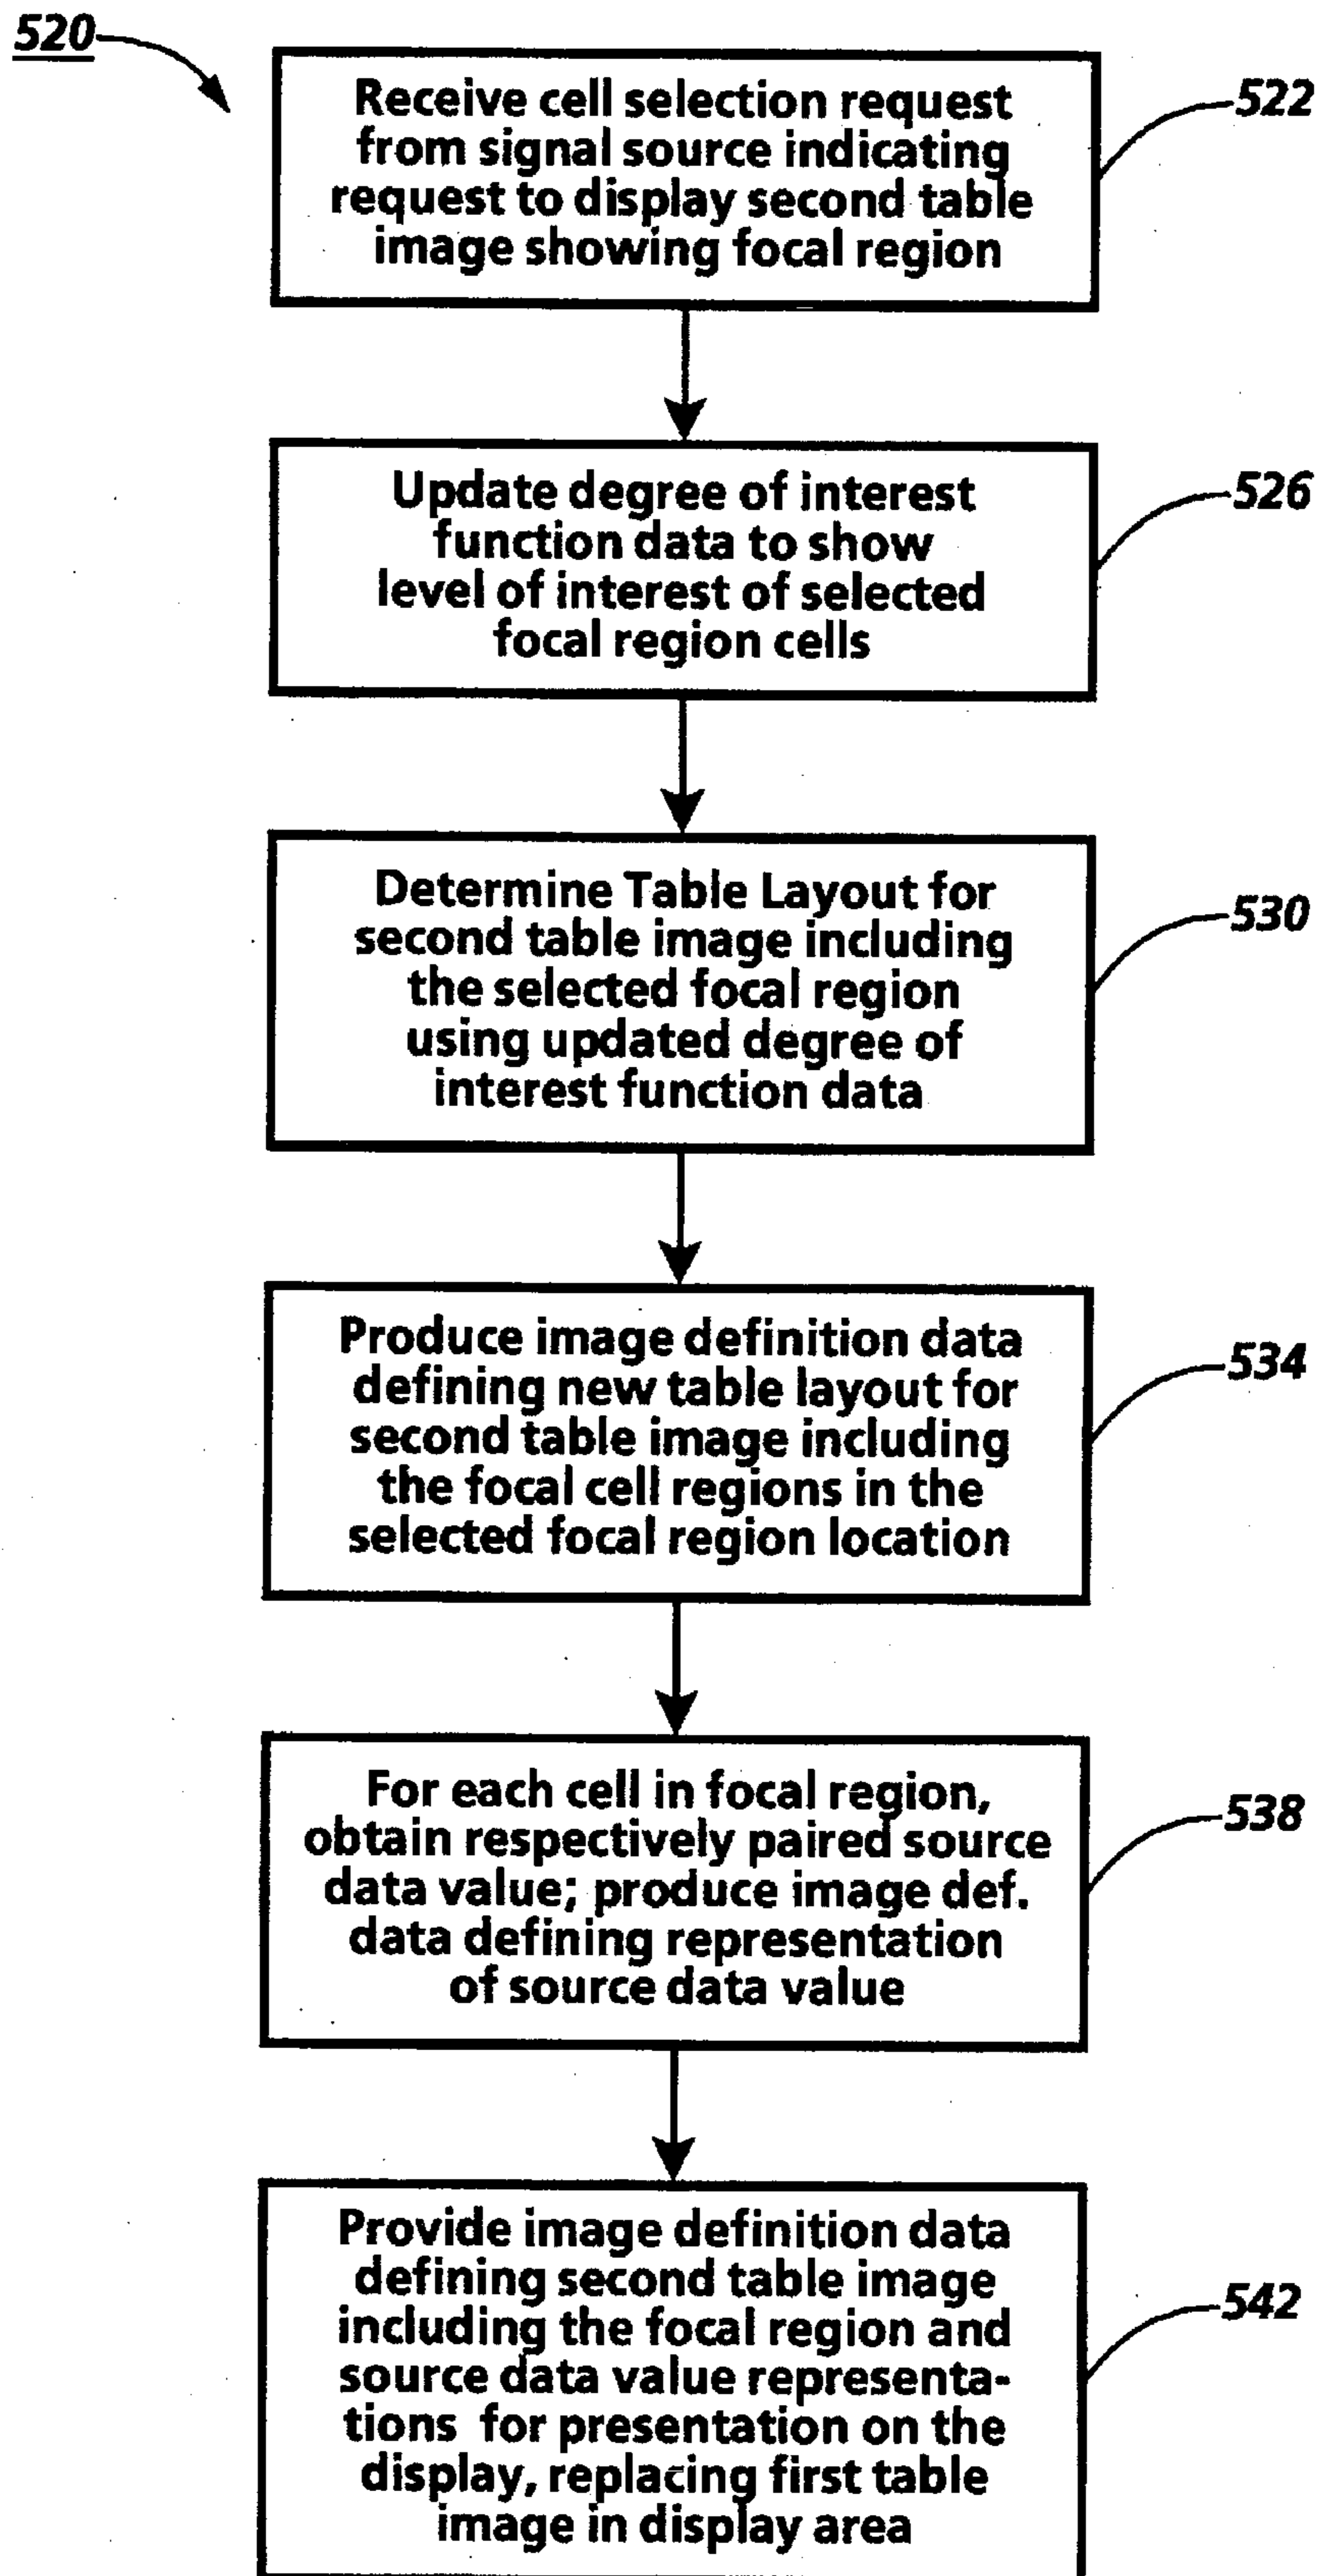 520
Receive cell selection request
from signal source indicating
request to display second table
image showing focal region
522
Update degree of interest
function data to show
level of interest of selected
focal region cells
526
Determine Table Layout for
second table image including
the selected focal region
using updated degree of
interest function data
530
Produce image definition data
defining new table layout for
second table image including
the focal cell regions in the
selected focal region location
534
For each cell in focal region,
obtain respectively paired source
data value; produce image def.
data defining representation
of source data value
538
Provide image definition data
defining second table image
including the focal region and
source data value representa-
tions for presentation on the
display, replacing first table
image in display area
542